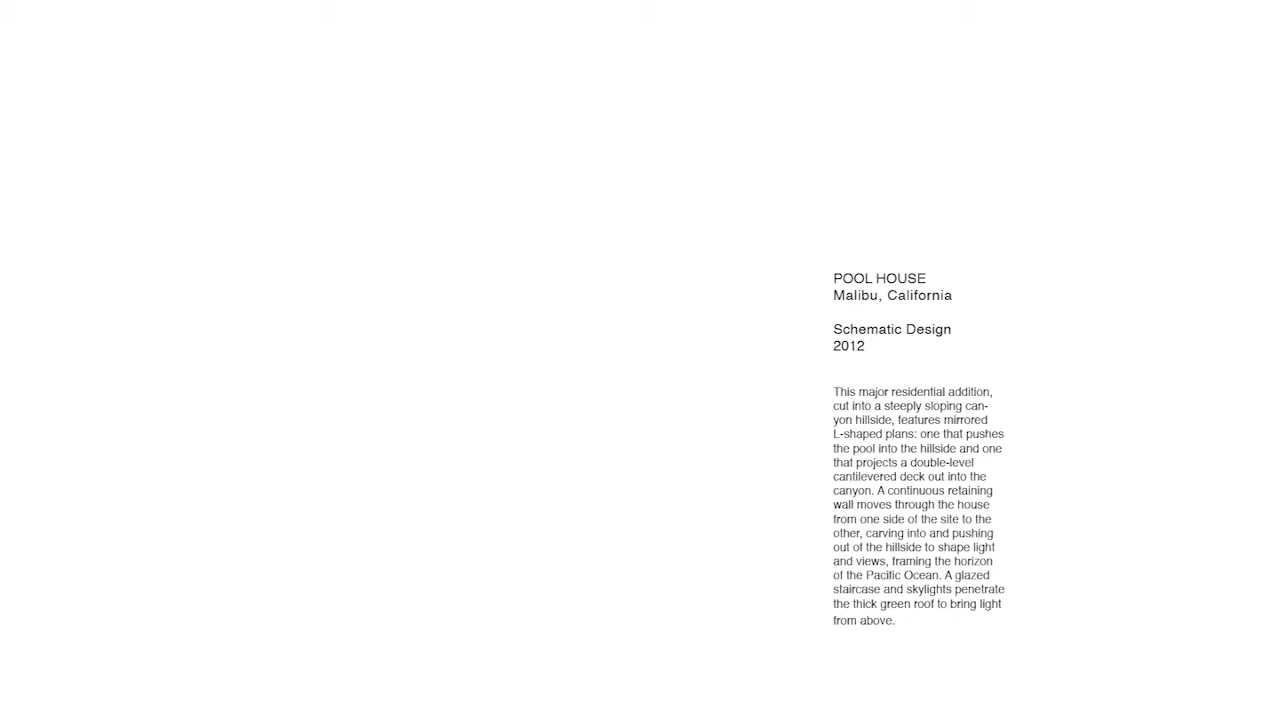 POOL HOUSE
Malibu, California
Schematic Design
2012
This major residential addition,
cut into a steeply sloping can-
yon hillside, features mirrored
L-shaped plans: one that pushes
the pool into the hillside and one
that projects a double-level
cantilevered deck out into the
canyon. A continuous retaining
wall moves through the house
from one side of the site to the
other, carving into and pushing
out of the hillside to shape light
and views, framing the horizon
of the Pacific Ocean. A glazed
staircase and skylights penetrate
the thick green roof to bring light
from above.